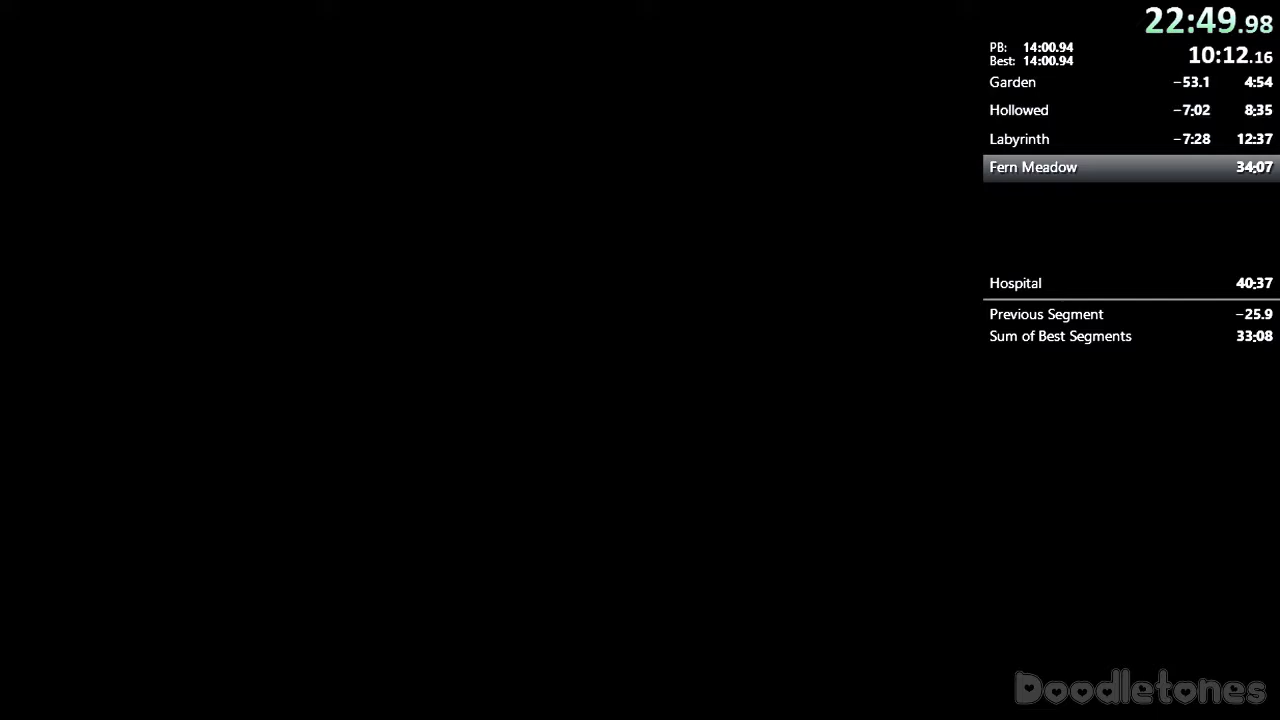 22:49.98
PB: 14:00.94
Best: 14:00.94
10:12.16
Garden −53.1 4:54
Hollowed −7:02 8:35
Labyrinth −7:28 12:37
Fern Meadow 34:07
Hospital 40:37
Previous Segment −25.9
Sum of Best Segments 33:08
Doodletones